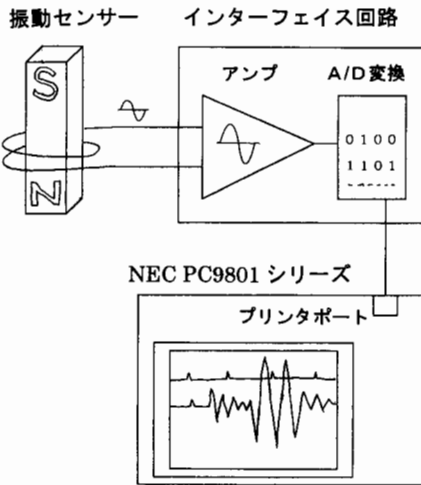 振動センサー
インターフェイス回路
アンプ
A/D変換
S
N
0100
1101
NEC PC9801 シリーズ
プリンタポート